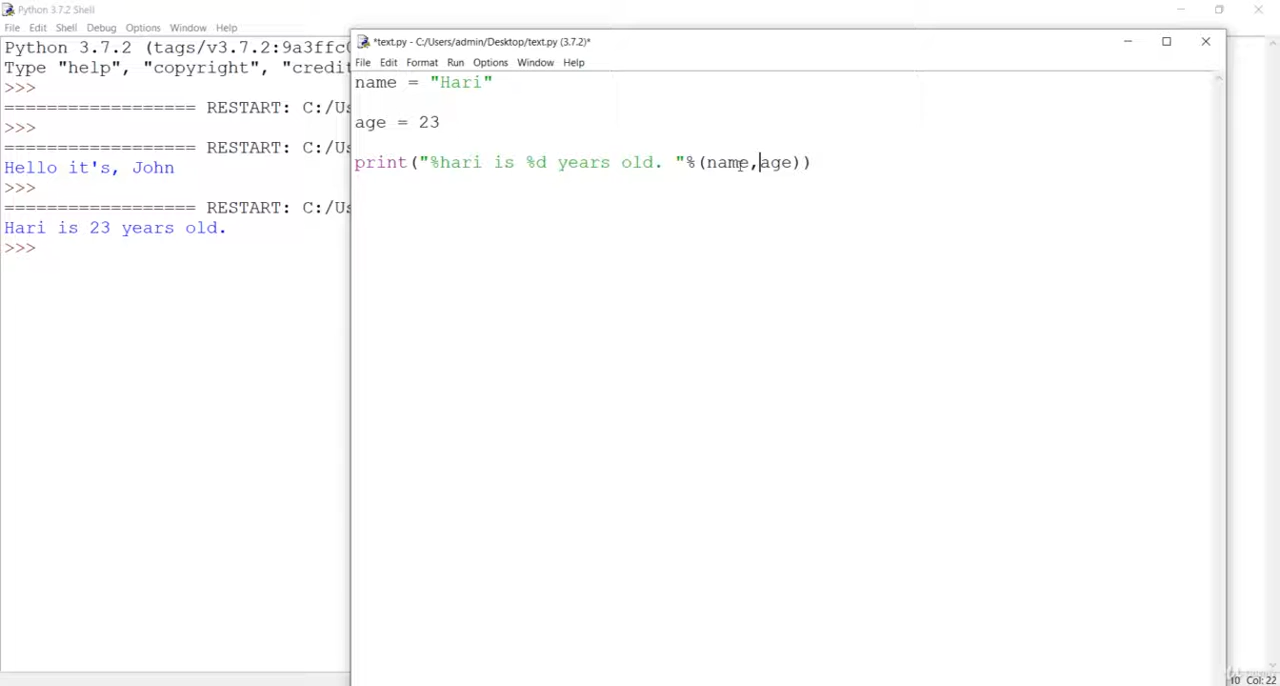 Python 3.7.2 Shell
File Edit Shell Debug Options Window Help
Python 3.7.2 (tags/v3.7.2:9a3ffc0
Type "help", "copyright", "credit
>>>
================== RESTART: C:/Us
>>>
================== RESTART: C:/Us
Hello it's, John
>>>
================== RESTART: C:/Us
Hari is 23 years old.
>>>
*text.py - C:/Users/admin/Desktop/text.py (3.7.2)*
File Edit Format Run Options Window Help
name = "Hari"
age = 23
print("%hari is %d years old. "%(name,age))
10 Col: 22